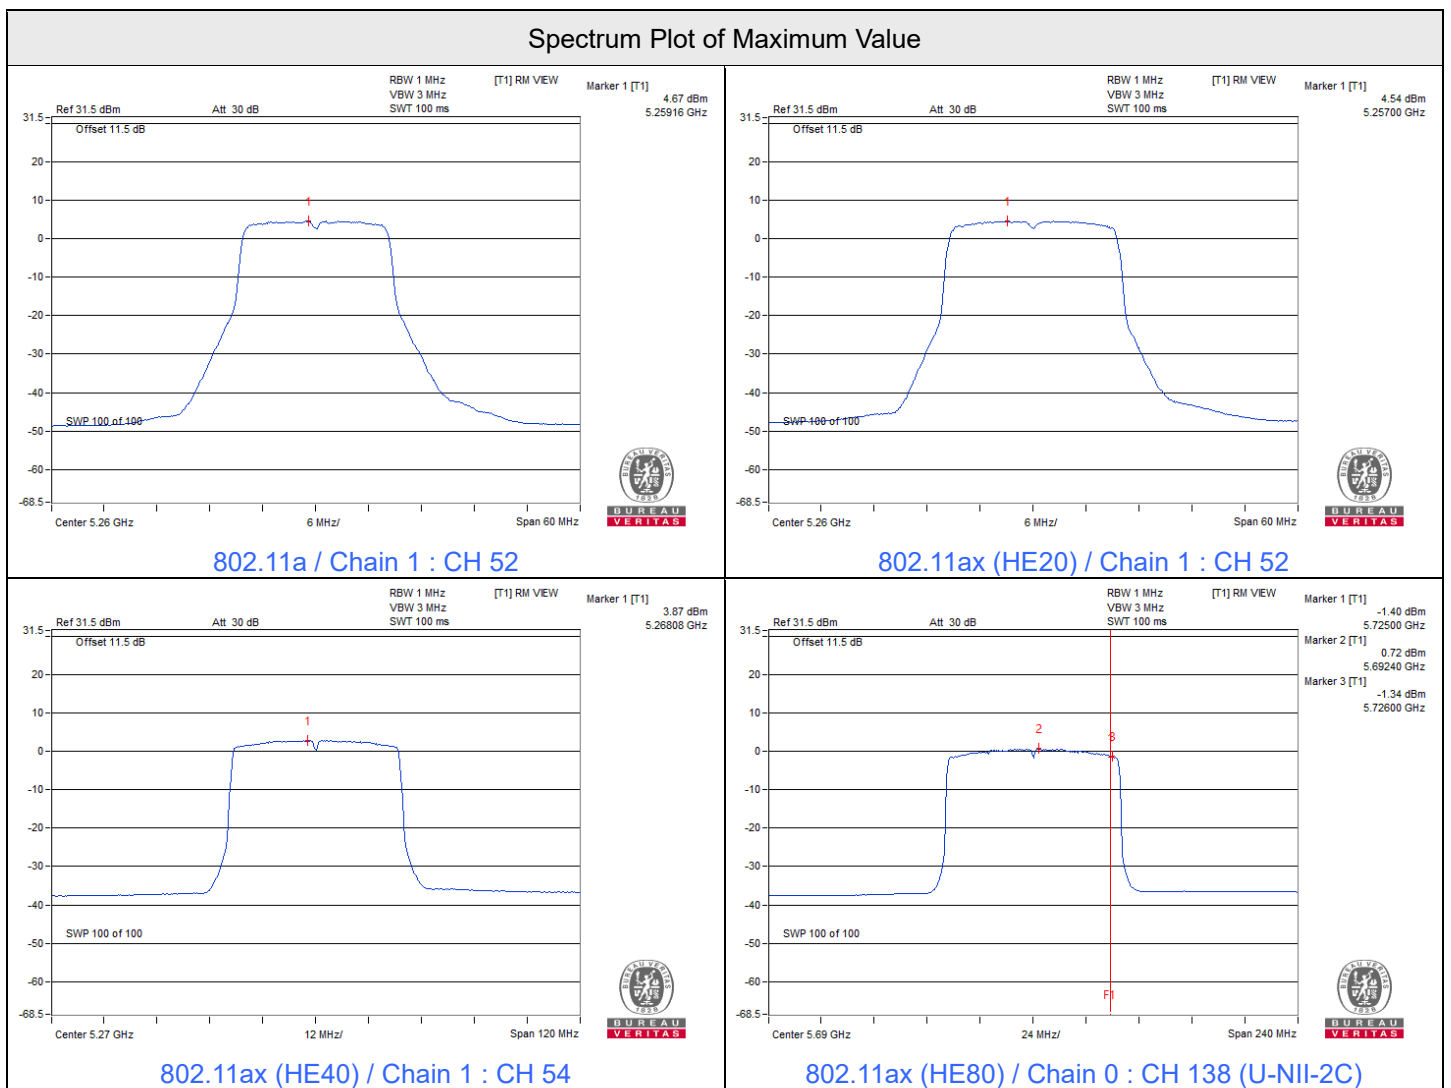 Spectrum Plot of Maximum Value
RBW 1 MHz [T1] RM VIEW
VBW 3 MHz
Ref 31.5 dBm Att 30 dB SWT 100 ms
Marker 1 [T1]
4.67 dBm
5.25916 GHz
31.5
Offset 11.5 dB
20
10
1
0
-10
-20
-30
-40
SWP 100 of 100
-50
-60
-68.5
Center 5.26 GHz 6 MHz/ Span 60 MHz
BUREAU VERITAS
1828
BUREAU
VERITAS
802.11a / Chain 1 : CH 52
RBW 1 MHz [T1] RM VIEW
VBW 3 MHz
Ref 31.5 dBm Att 30 dB SWT 100 ms
Marker 1 [T1]
4.54 dBm
5.25700 GHz
31.5
Offset 11.5 dB
20
10
1
0
-10
-20
-30
-40
SWP 100 of 100
-50
-60
-68.5
Center 5.26 GHz 6 MHz/ Span 60 MHz
BUREAU VERITAS
1828
BUREAU
VERITAS
802.11ax (HE20) / Chain 1 : CH 52
RBW 1 MHz [T1] RM VIEW
VBW 3 MHz
Ref 31.5 dBm Att 30 dB SWT 100 ms
Marker 1 [T1]
3.87 dBm
5.26808 GHz
31.5
Offset 11.5 dB
20
10
1
0
-10
-20
-30
-40
SWP 100 of 100
-50
-60
-68.5
Center 5.27 GHz 12 MHz/ Span 120 MHz
BUREAU VERITAS
1828
BUREAU
VERITAS
802.11ax (HE40) / Chain 1 : CH 54
RBW 1 MHz [T1] RM VIEW
VBW 3 MHz
Ref 31.5 dBm Att 30 dB SWT 100 ms
Marker 1 [T1]
-1.40 dBm
5.72500 GHz
Marker 2 [T1]
0.72 dBm
5.69240 GHz
Marker 3 [T1]
-1.34 dBm
5.72600 GHz
31.5
Offset 11.5 dB
20
10
2
3
0
-10
-20
-30
-40
SWP 100 of 100
-50
-60
F1
-68.5
Center 5.69 GHz 24 MHz/ Span 240 MHz
BUREAU VERITAS
1828
BUREAU
VERITAS
802.11ax (HE80) / Chain 0 : CH 138 (U-NII-2C)